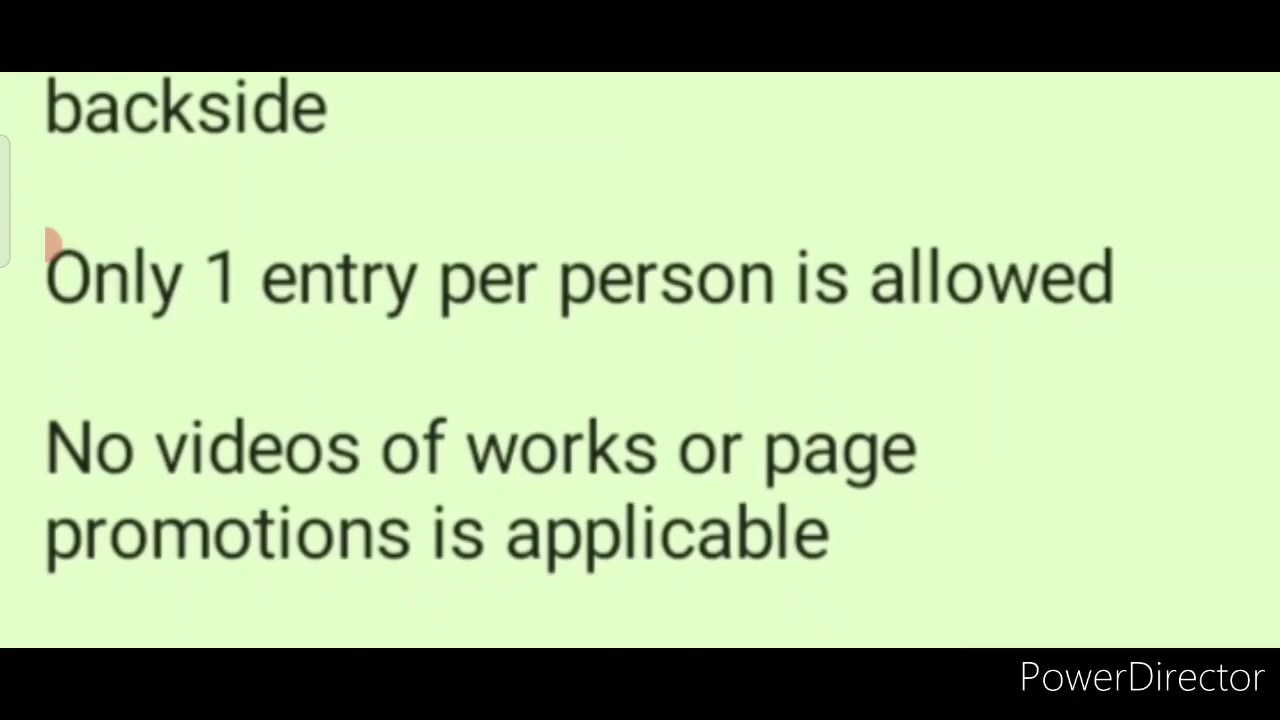 backside
Only 1 entry per person is allowed
No videos of works or page
promotions is applicable
PowerDirector